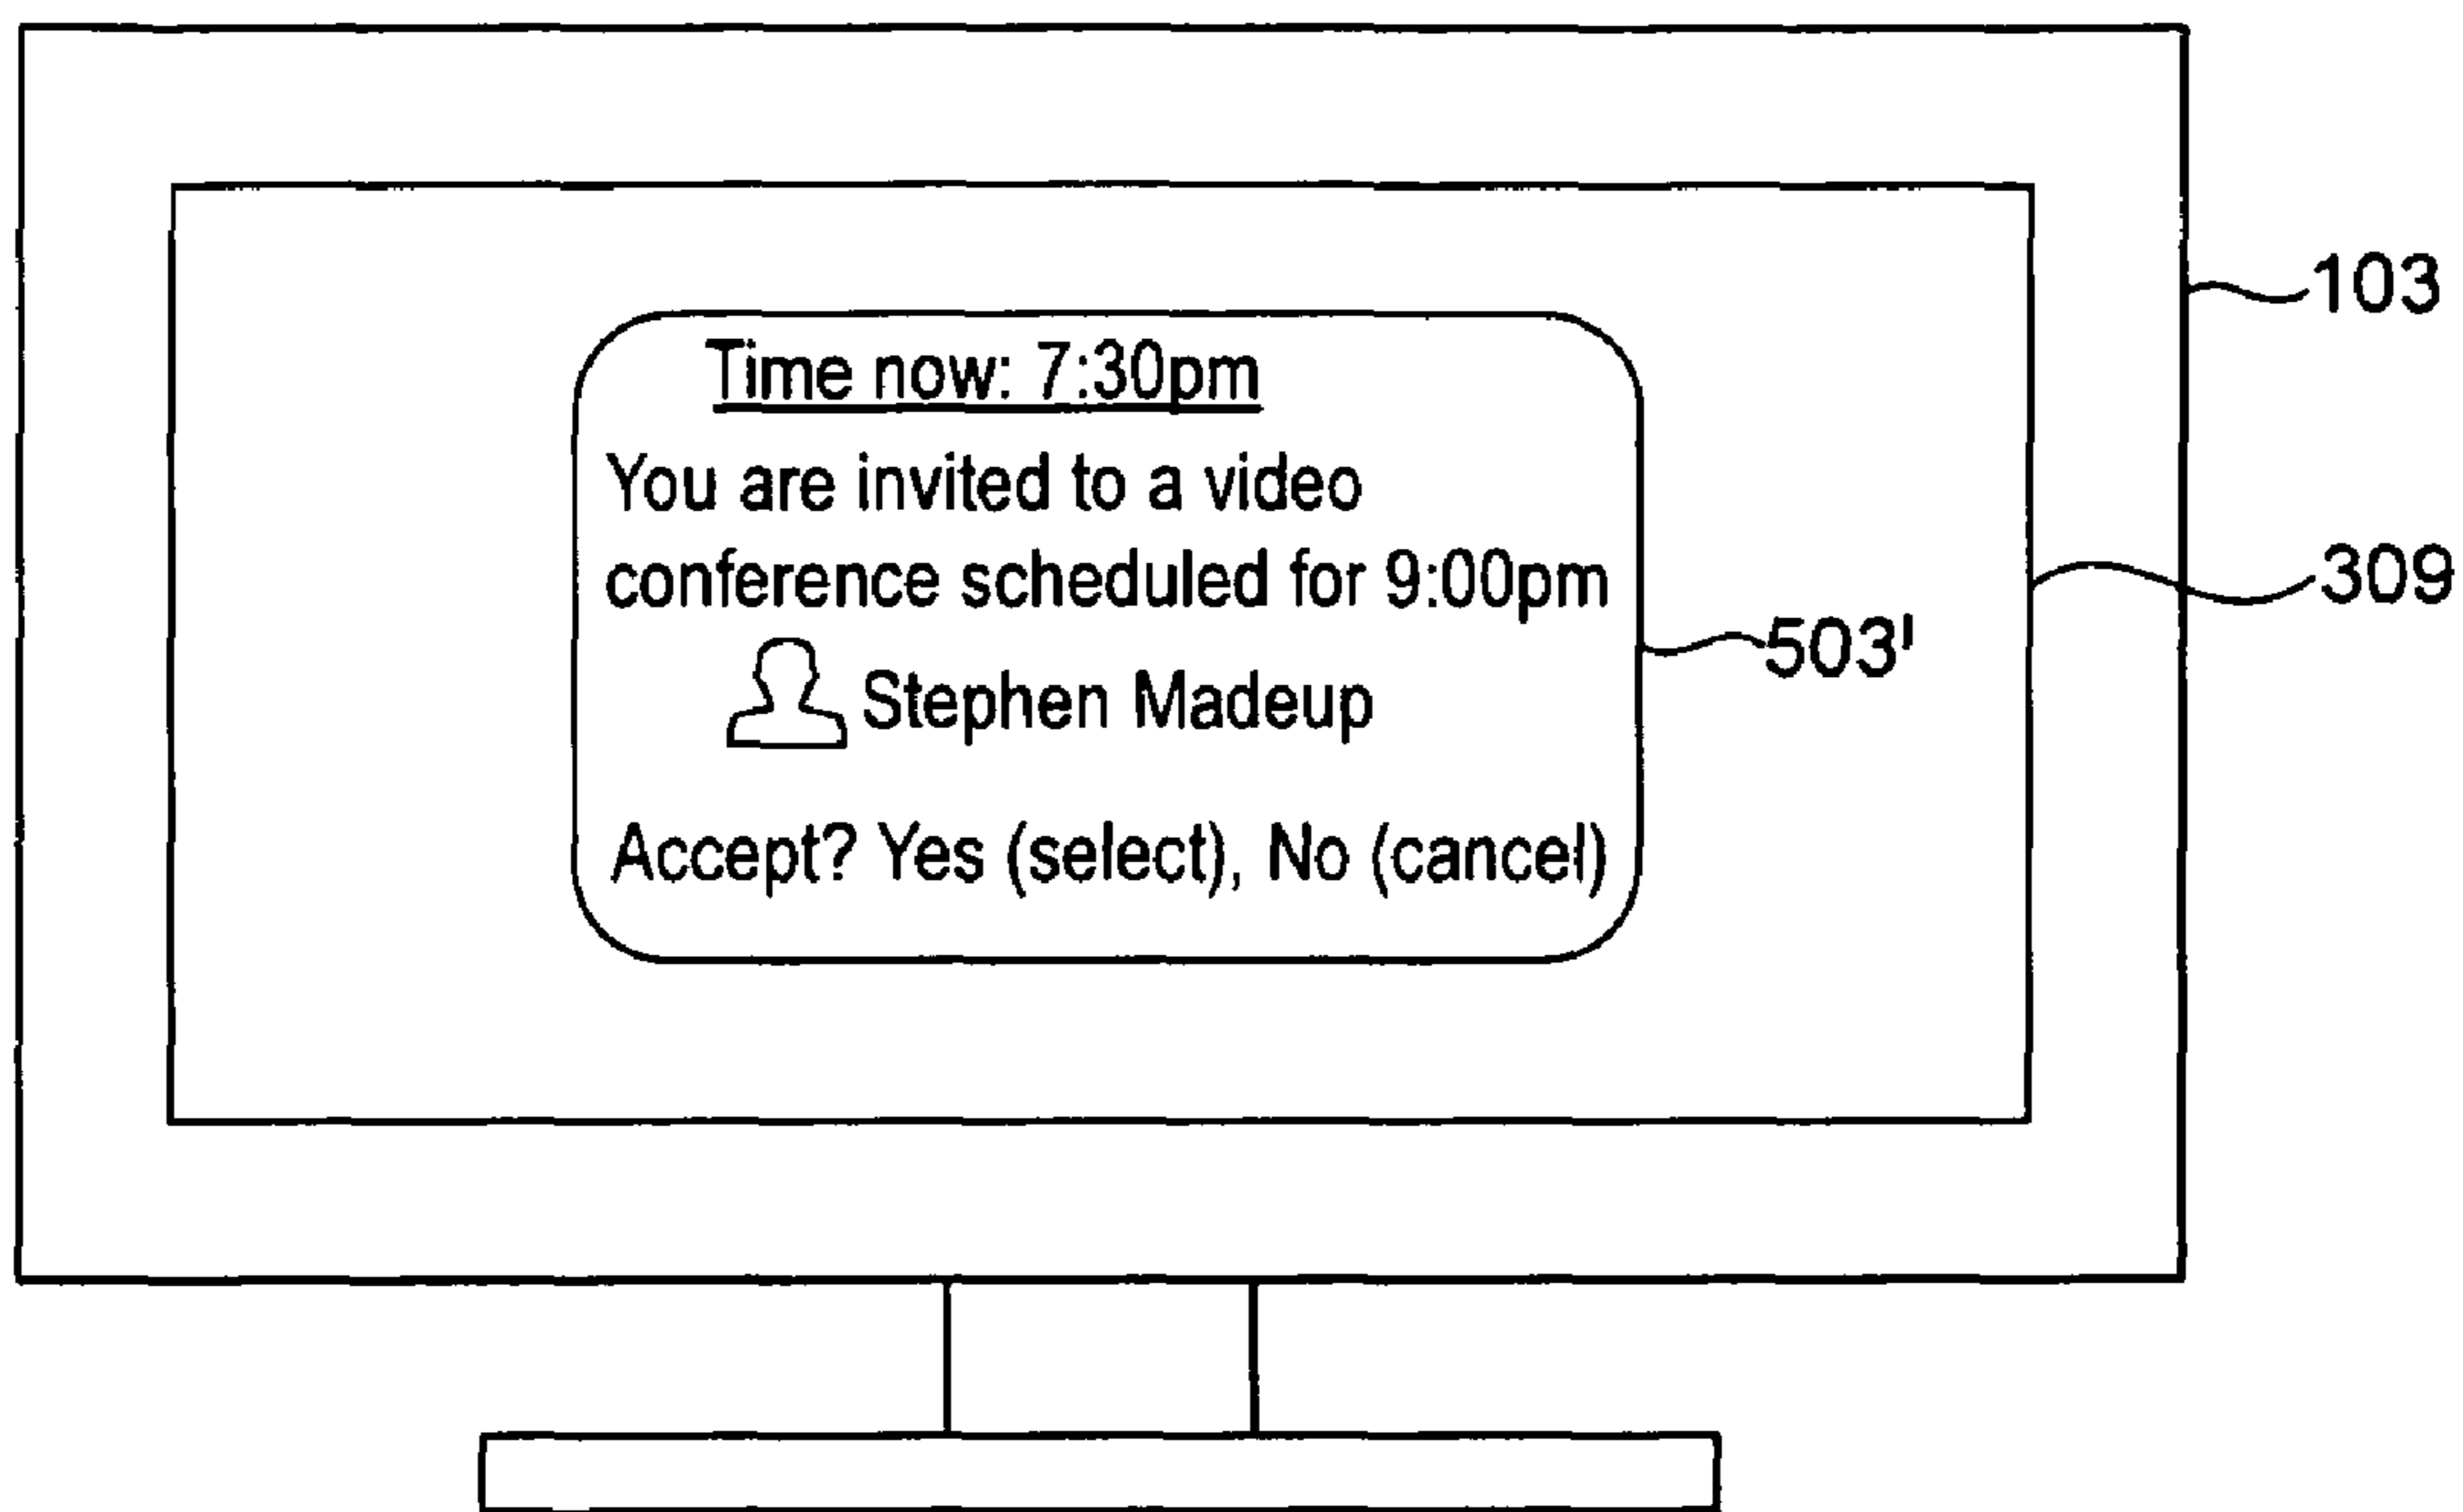 Time now: 7:30pm
You are invited to a video
conference scheduled for 9:00pm
Stephen Madeup
Accept? Yes (select), No (cancel)
103
309
503'